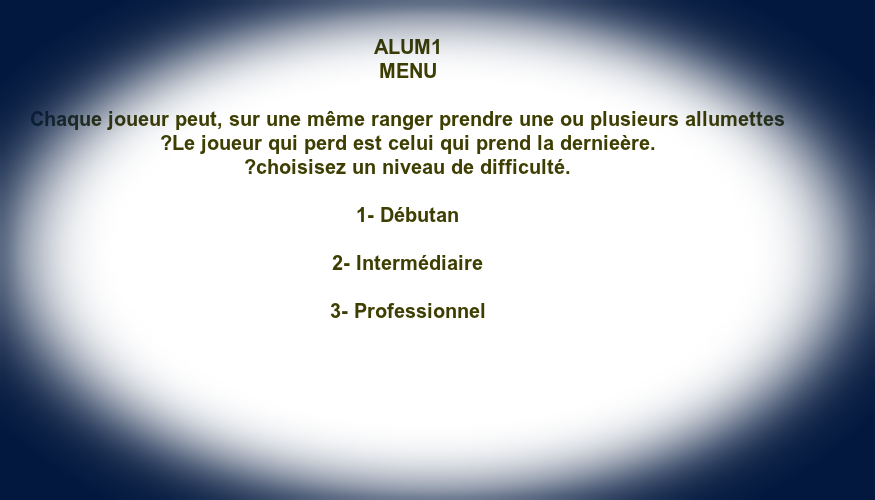 ALUM1
MENU
Chaque joueur peut, sur une même ranger prendre une ou plusieurs allumettes
?Le joueur qui perd est celui qui prend la dernieère.
?choisisez un niveau de difficulté.
1- Débutan
2- Intermédiaire
3- Professionnel